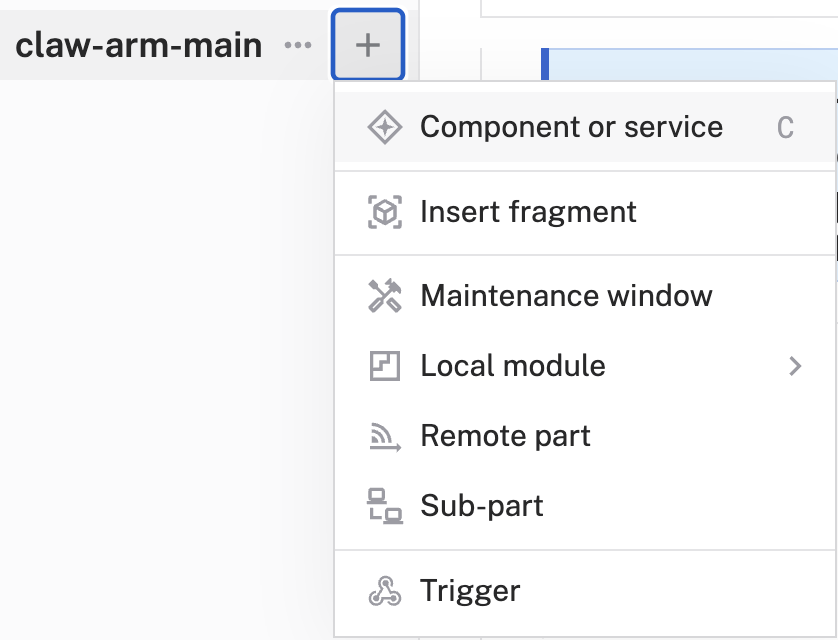 claw-arm-main
Component or service C
Insert fragment
Maintenance window
Local module
Remote part
Sub-part
Trigger